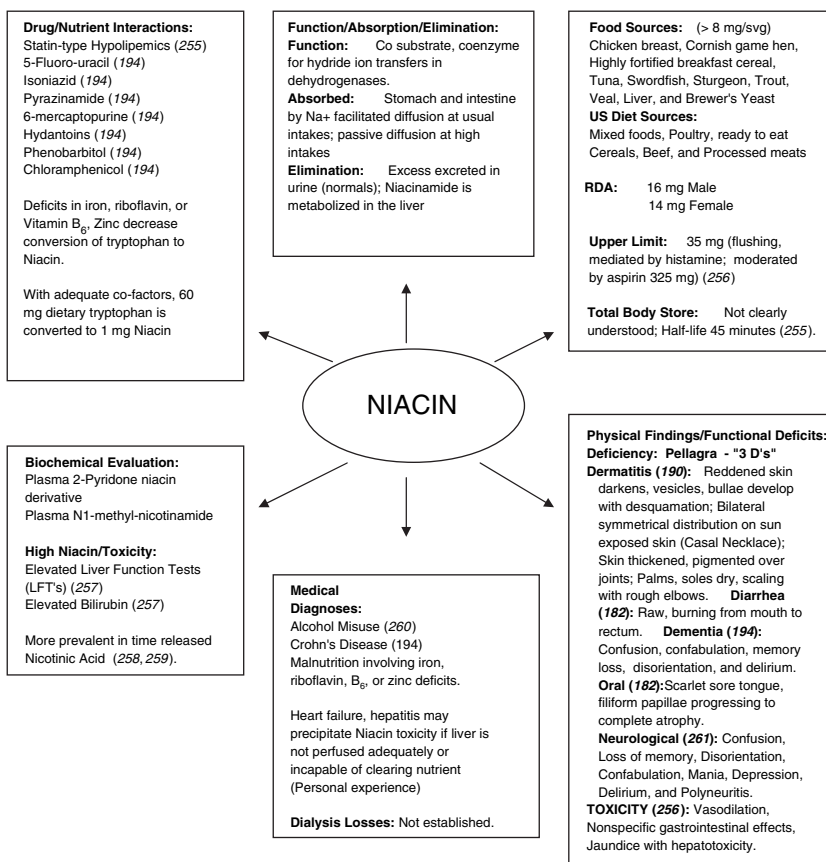 Drug/Nutrient Interactions:
Statin-type Hypolipemics (255)
5-Fluoro-uracil (194)
Isoniazid (194)
Pyrazinamide (194)
6-mercaptopurine (194)
Hydantoins (194)
Phenobarbitol (194)
Chloramphenicol (194)
Deficits in iron, riboflavin, or
Vitamin B6, Zinc decrease
conversion of tryptophan to
Niacin.
With adequate co-factors, 60
mg dietary tryptophan is
converted to 1 mg Niacin
Function/Absorption/Elimination:
Function: Co substrate, coenzyme
for hydride ion transfers in
dehydrogenases.
Absorbed: Stomach and intestine
by Na+ facilitated diffusion at usual
intakes; passive diffusion at high
intakes
Elimination: Excess excreted in
urine (normals); Niacinamide is
metabolized in the liver
Food Sources: (> 8 mg/svg)
Chicken breast, Cornish game hen,
Highly fortified breakfast cereal,
Tuna, Swordfish, Sturgeon, Trout,
Veal, Liver, and Brewer's Yeast
US Diet Sources:
Mixed foods, Poultry, ready to eat
Cereals, Beef, and Processed meats
RDA: 16 mg Male
14 mg Female
Upper Limit: 35 mg (flushing,
mediated by histamine; moderated
by aspirin 325 mg) (256)
Total Body Store: Not clearly
understood; Half-life 45 minutes (255).
NIACIN
Biochemical Evaluation:
Plasma 2-Pyridone niacin
derivative
Plasma N1-methyl-nicotinamide
High Niacin/Toxicity:
Elevated Liver Function Tests
(LFT's) (257)
Elevated Bilirubin (257)
More prevalent in time released
Nicotinic Acid (258, 259).
Medical
Diagnoses:
Alcohol Misuse (260)
Crohn's Disease (194)
Malnutrition involving iron,
riboflavin, B6, or zinc deficits.
Heart failure, hepatitis may
precipitate Niacin toxicity if liver is
not perfused adequately or
incapable of clearing nutrient
(Personal experience)
Dialysis Losses: Not established.
Physical Findings/Functional Deficits:
Deficiency: Pellagra - "3 D's"
Dermatitis (190): Reddened skin
darkens, vesicles, bullae develop
with desquamation; Bilateral
symmetrical distribution on sun
exposed skin (Casal Necklace);
Skin thickened, pigmented over
joints; Palms, soles dry, scaling
with rough elbows. Diarrhea
(182): Raw, burning from mouth to
rectum. Dementia (194):
Confusion, confabulation, memory
loss, disorientation, and delirium.
Oral (182):Scarlet sore tongue,
filiform papillae progressing to
complete atrophy.
Neurological (261): Confusion,
Loss of memory, Disorientation,
Confabulation, Mania, Depression,
Delirium, and Polyneuritis.
TOXICITY (256): Vasodilation,
Nonspecific gastrointestinal effects,
Jaundice with hepatotoxicity.